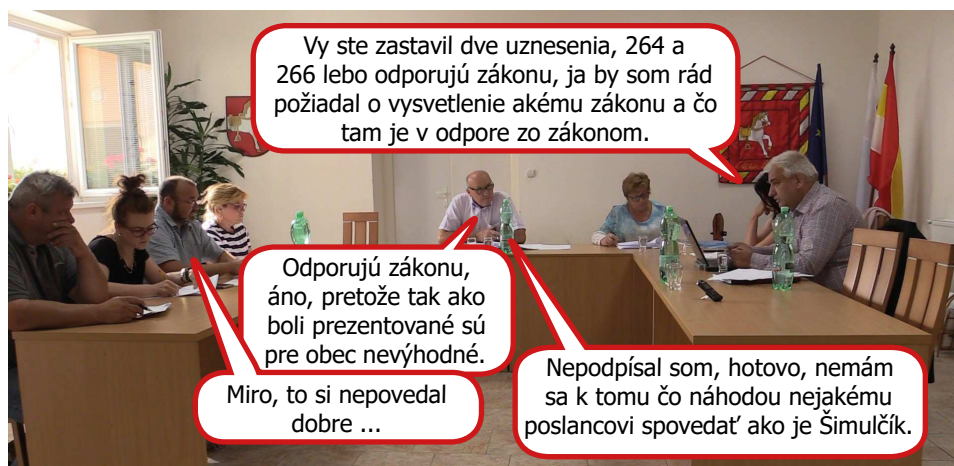 Vy ste zastavil dve uznesenia, 264 a
266 lebo odporujú zákonu, ja by som rád
požiadal o vysvetlenie akému zákonu a čo
tam je v odpore zo zákonom.
Odporujú zákonu,
áno, pretože tak ako
boli prezentované sú
pre obec nevýhodné.
Miro, to si nepovedal
dobre ...
Nepodpísal som, hotovo, nemám
sa k tomu čo náhodou nejakému
poslancovi spovedať ako je Šimulčík.